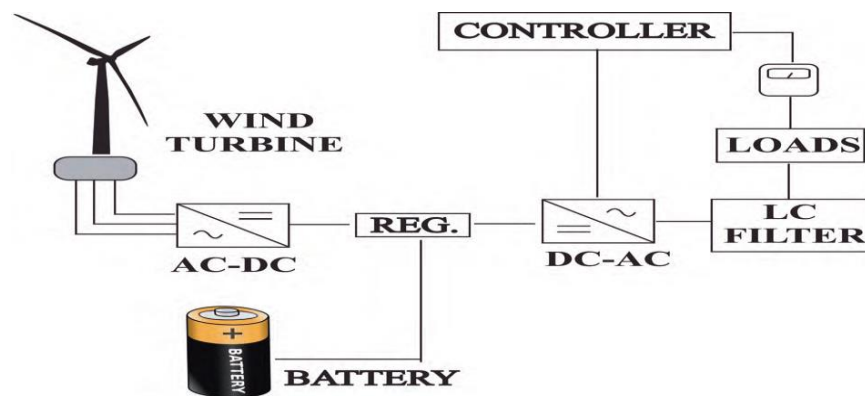 CONTROLLER
WIND
TURBINE
LOADS
REG.
LC
FILTER
AC-DC
DC-AC
+
BATTERY
BATTERY